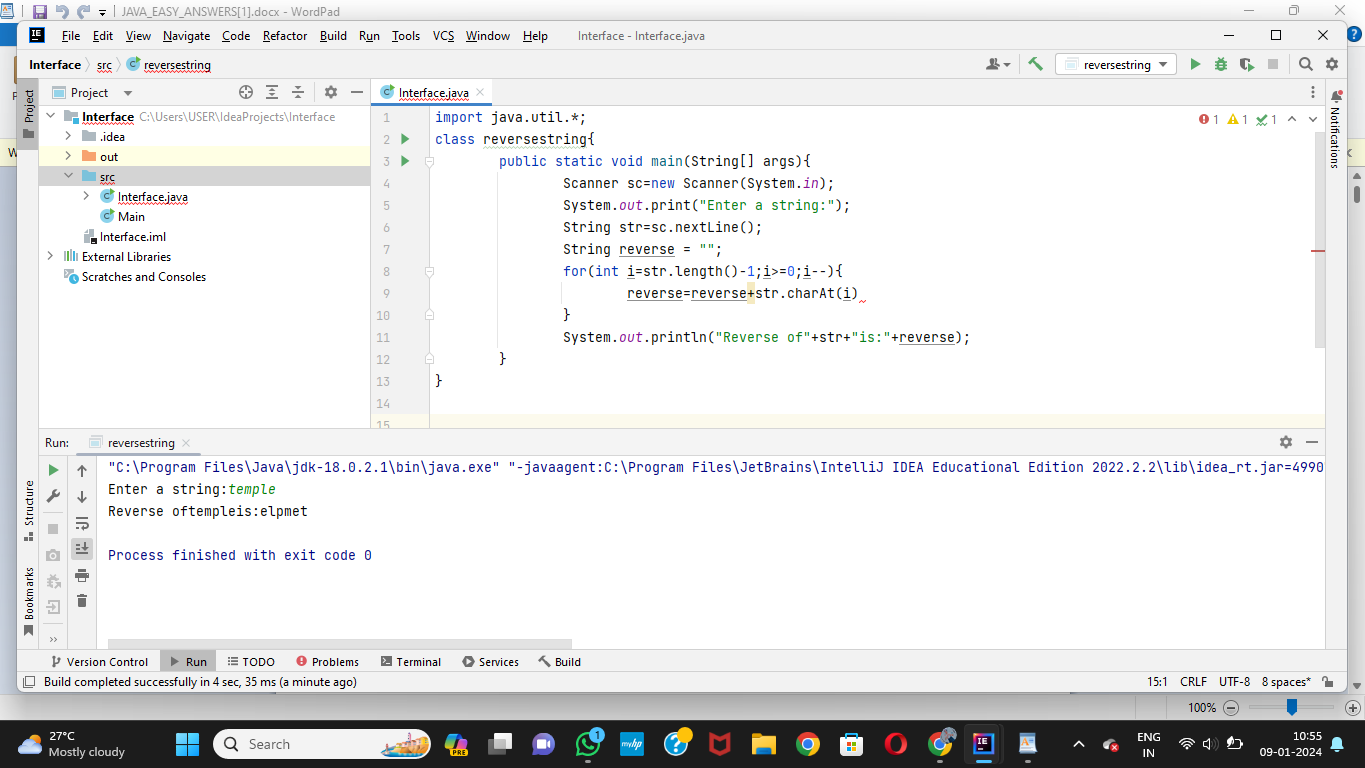 JAVA_EASY_ANSWERS[1].docx - WordPad
File Edit View Navigate Code Refactor Build Run Tools VCS Window Help Interface - Interface.java
Interface src reversestring reversestring
Project Interface.java
Project
Notifications
Interface C:\Users\USER\IdeaProjects\Interface
.idea
out
src
Interface.java
Main
Interface.iml
External Libraries
Scratches and Consoles
1 1 1
1 import java.util.*;
2 class reversestring{
3 public static void main(String[] args){
4 Scanner sc=new Scanner(System.in);
5 System.out.print("Enter a string:");
6 String str=sc.nextLine();
7 String reverse = "";
8 for(int i=str.length()-1;i>=0;i--){
9 reverse=reverse+str.charAt(i)
10 }
11 System.out.println("Reverse of"+str+"is:"+reverse);
12 }
13 }
14
15
Run: reversestring
"C:\Program Files\Java\jdk-18.0.2.1\bin\java.exe" "-javaagent:C:\Program Files\JetBrains\IntelliJ IDEA Educational Edition 2022.2.2\lib\idea_rt.jar=4990
Enter a string:temple
Reverse oftempleis:elpmet
Process finished with exit code 0
Structure
Bookmarks
Version Control Run TODO Problems Terminal Services Build
Build completed successfully in 4 sec, 35 ms (a minute ago) 15:1 CRLF UTF-8 8 spaces*
100%
27°C
Mostly cloudy
Search
PRE
1
myhp
ENG
IN
10:55
09-01-2024